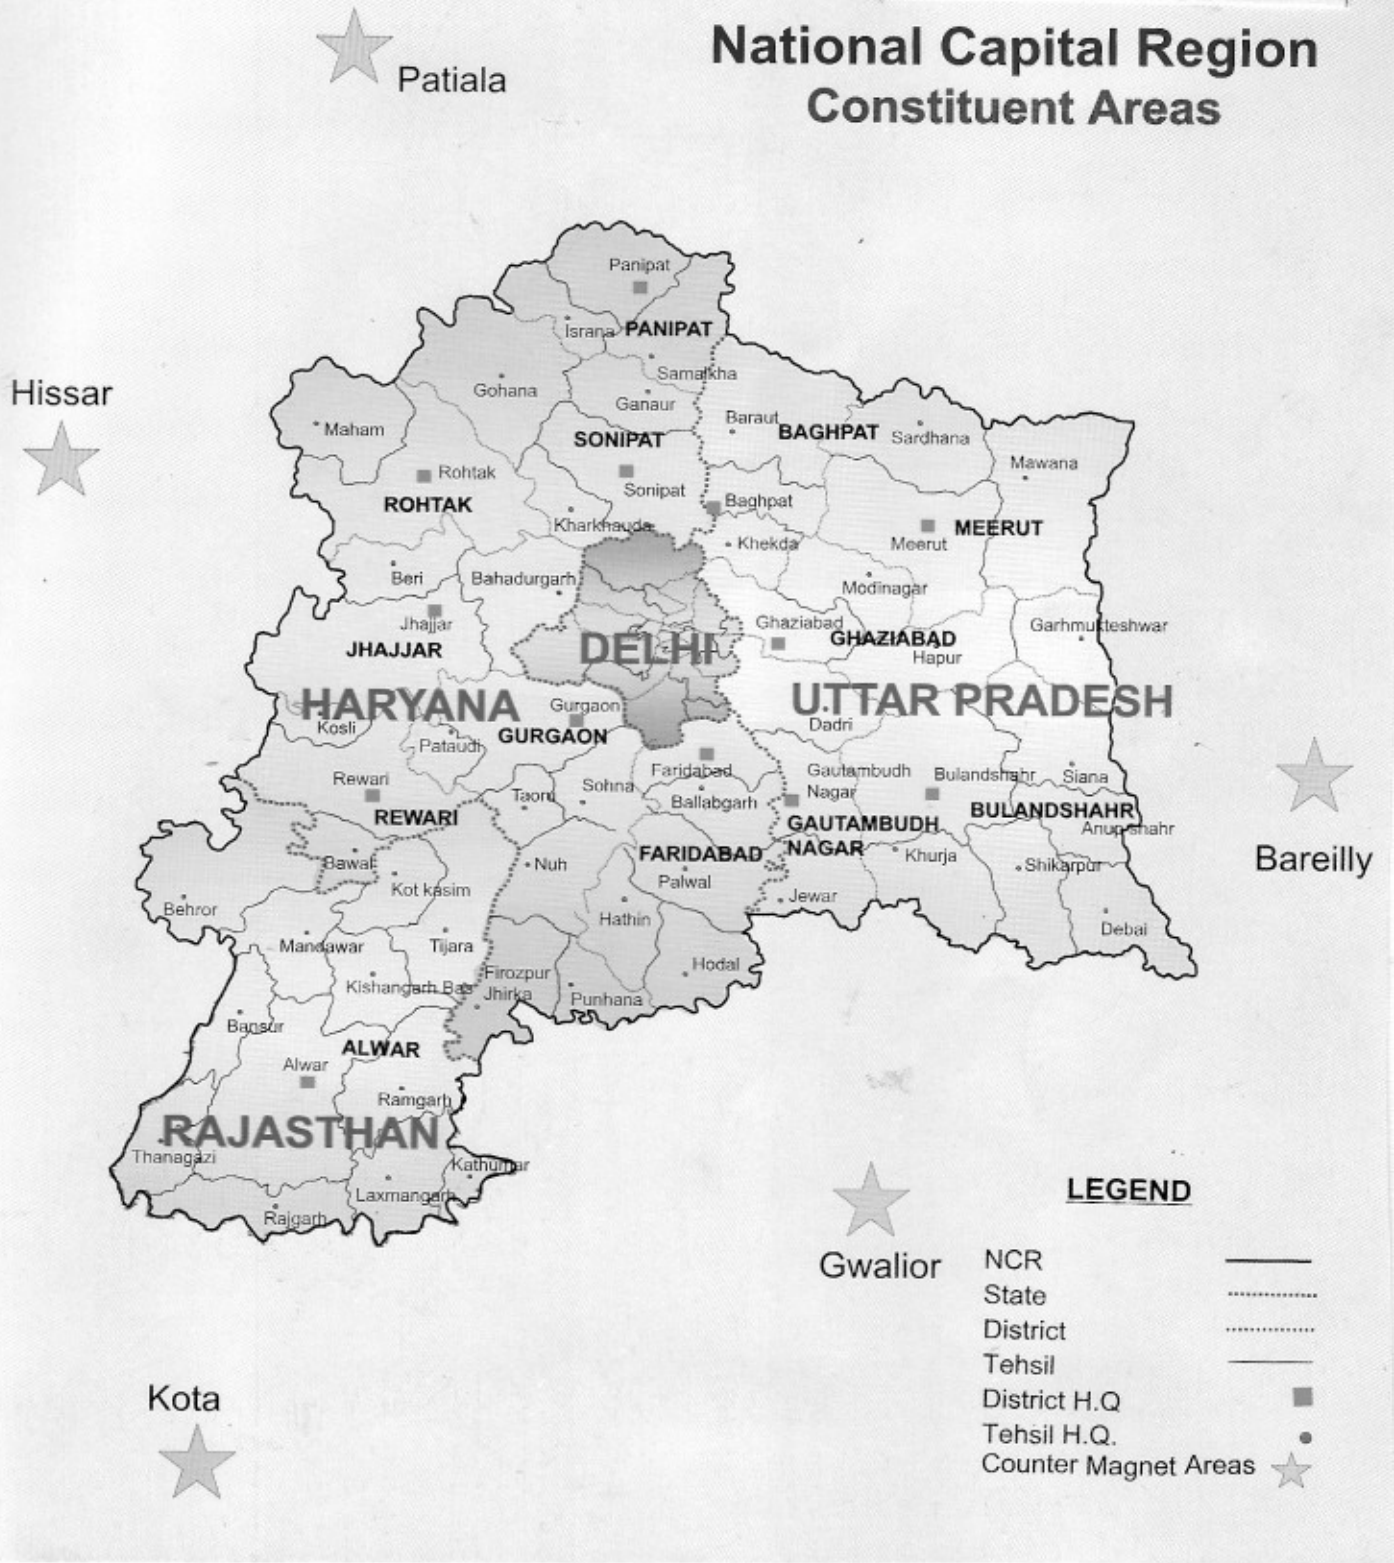 National Capital Region
Constituent Areas
Patiala
Hissar
Panipat
Israna
PANIPAT
Samalkha
Gohana
Ganaur
Maham
SONIPAT
Baraut
BAGHPAT
Sardhana
Mawana
Rohtak
ROHTAK
Sonipat
Baghpat
Kharkhauda
Khekda
Meerut
MEERUT
Beri
Bahadurgarh
Modinagar
Jhajjar
JHAJJAR
DELHI
Ghaziabad
GHAZIABAD
Hapur
Garhmukteshwar
HARYANA
Kosli
Pataudi
Gurgaon
GURGAON
UTTAR PRADESH
Dadri
Rewari
REWARI
Taoru
Sohna
Faridabad
Ballabgarh
Gautambudh
Nagar
GAUTAMBUDH
NAGAR
Bulandshahr
BULANDSHAHR
Siana
Anupshahr
Bareilly
Bawal
Kot kasim
Nuh
FARIDABAD
Palwal
Khurja
Shikarpur
Behror
Jewar
Hathin
Debai
Mandawar
Tijara
Kishangarh Bas
Firozpur
Jhirka
Punhana
Hodal
Bansur
ALWAR
Alwar
Ramgarh
RAJASTHAN
Thanagazi
Kathumar
Laxmangarh
Rajgarh
Gwalior
Kota
LEGEND
NCR
State
District
Tehsil
District H.Q
Tehsil H.Q.
Counter Magnet Areas